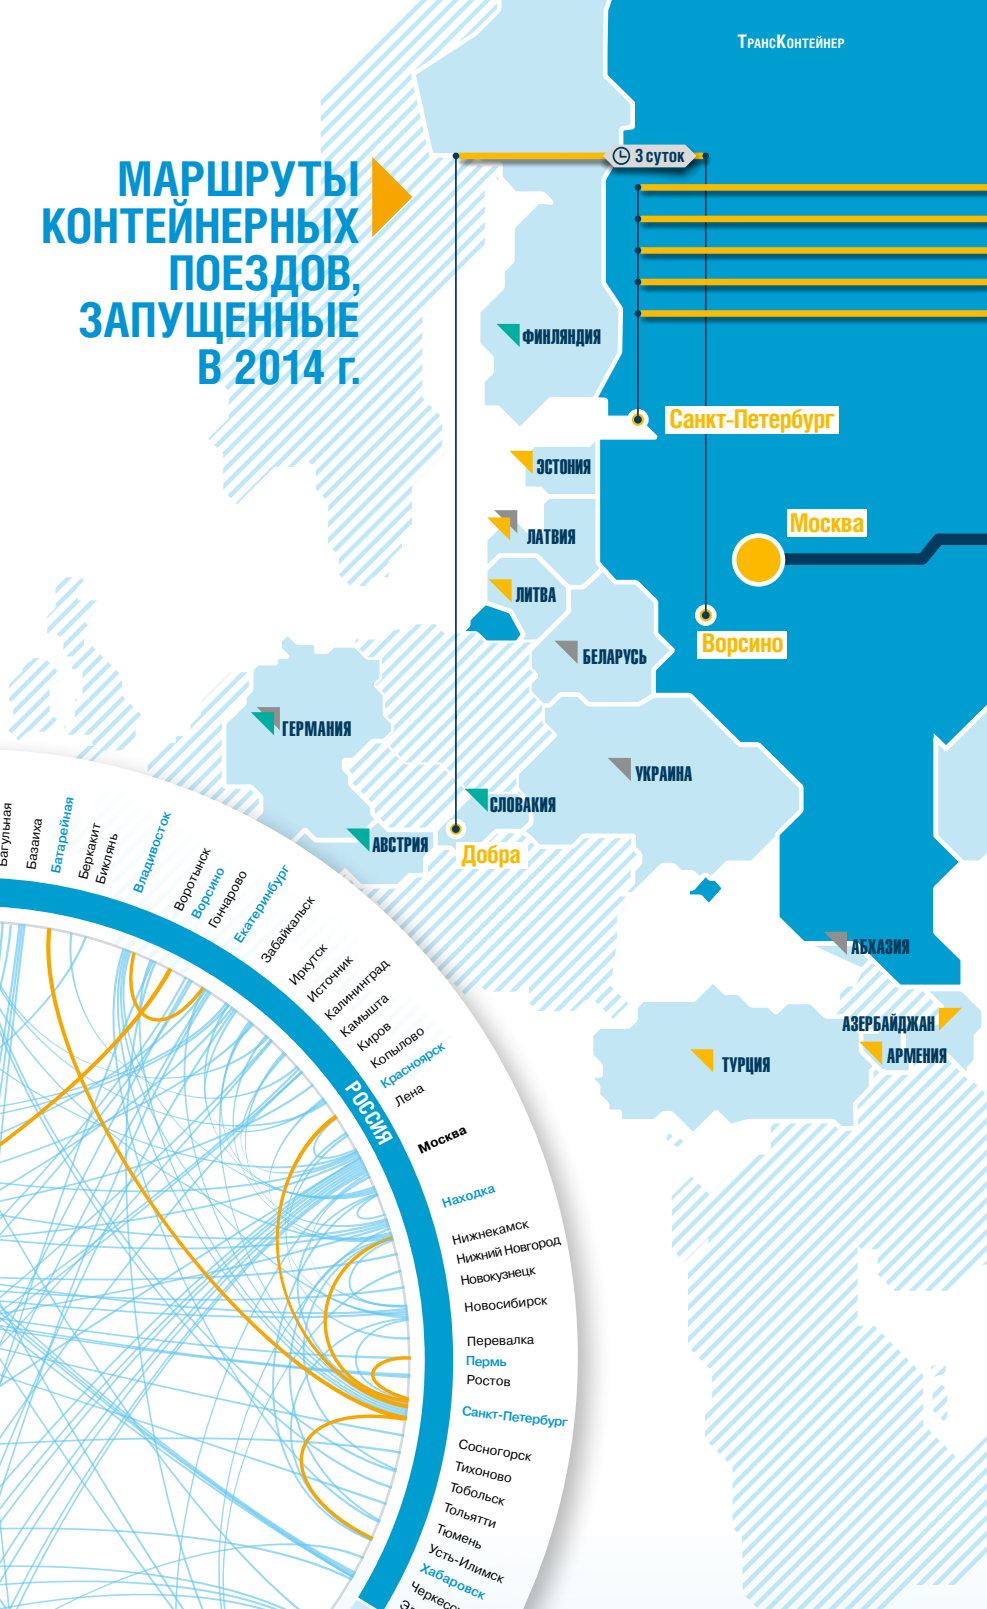 ТрансКонтейнер
МАРШРУТЫ
КОНТЕЙНЕРНЫХ
ПОЕЗДОВ,
ЗАПУЩЕННЫЕ
В 2014 г.
3 суток
ФИНЛЯНДИЯ
Санкт-Петербург
ЭСТОНИЯ
Москва
ЛАТВИЯ
ЛИТВА
Ворсино
БЕЛАРУСЬ
ГЕРМАНИЯ
УКРАИНА
СЛОВАКИЯ
АВСТРИЯ
Добра
АБХАЗИЯ
АЗЕРБАЙДЖАН
АРМЕНИЯ
ТУРЦИЯ
РОССИЯ
Багульная
Базаиха
Батарейная
Беркакит
Биклянь
Владивосток
Воротынск
Ворсино
Гончарово
Екатеринбург
Забайкальск
Иркутск
Источник
Калининград
Камышта
Киров
Копылово
Красноярск
Лена
Москва
Находка
Нижнекамск
Нижний Новгород
Новокузнецк
Новосибирск
Перевалка
Пермь
Ростов
Санкт-Петербург
Сосногорск
Тихоново
Тобольск
Тольятти
Тюмень
Усть-Илимск
Хабаровск